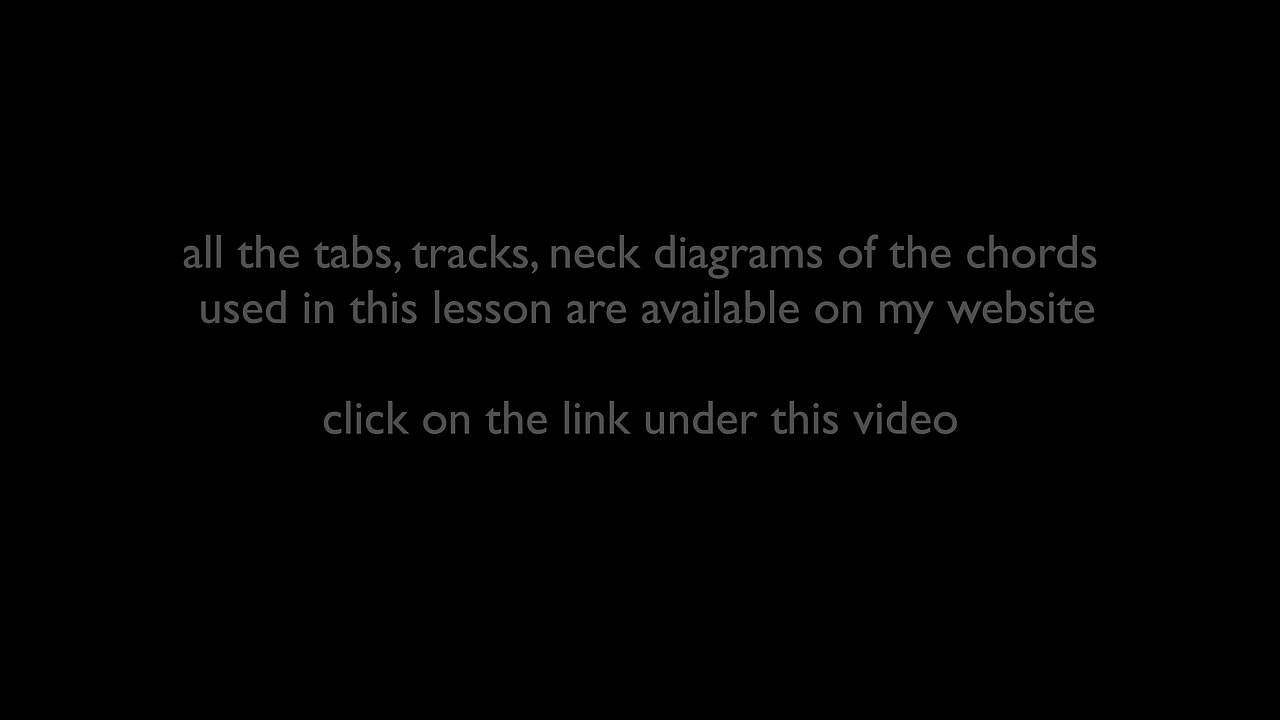 all the tabs, tracks, neck diagrams of the chords
used in this lesson are available on my website
click on the link under this video